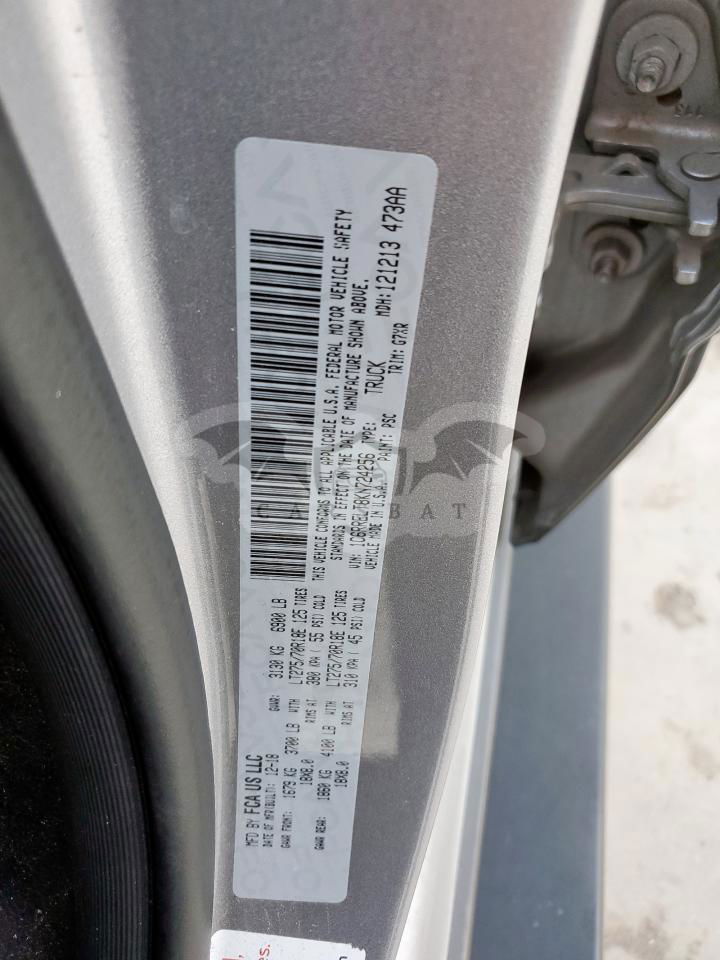 MFD BY FCA US LLC
DATE OF MFR(BUILT): 12-18 GVWR: 3130 KG 6900 LB
GAWR FRONT: 1679 KG 3700 LB WITH LT275/70R18E 125 TIRES
18X8.0 RIMS AT 380 KPA ( 55 PSI) COLD
GAWR REAR: 1860 KG 4100 LB WITH LT275/70R18E 125 TIRES
18X8.0 RIMS AT 310 KPA ( 45 PSI) COLD
THIS VEHICLE CONFORMS TO ALL APPLICABLE U.S.A. FEDERAL MOTOR VEHICLE SAFETY
STANDARDS IN EFFECT ON THE DATE OF MANUFACTURE SHOWN ABOVE.
VIN: TYPE: TRUCK MDH: 121213 473AA
VEHICLE MADE IN U.S.A. PAINT: PSC TRIM: G7XR